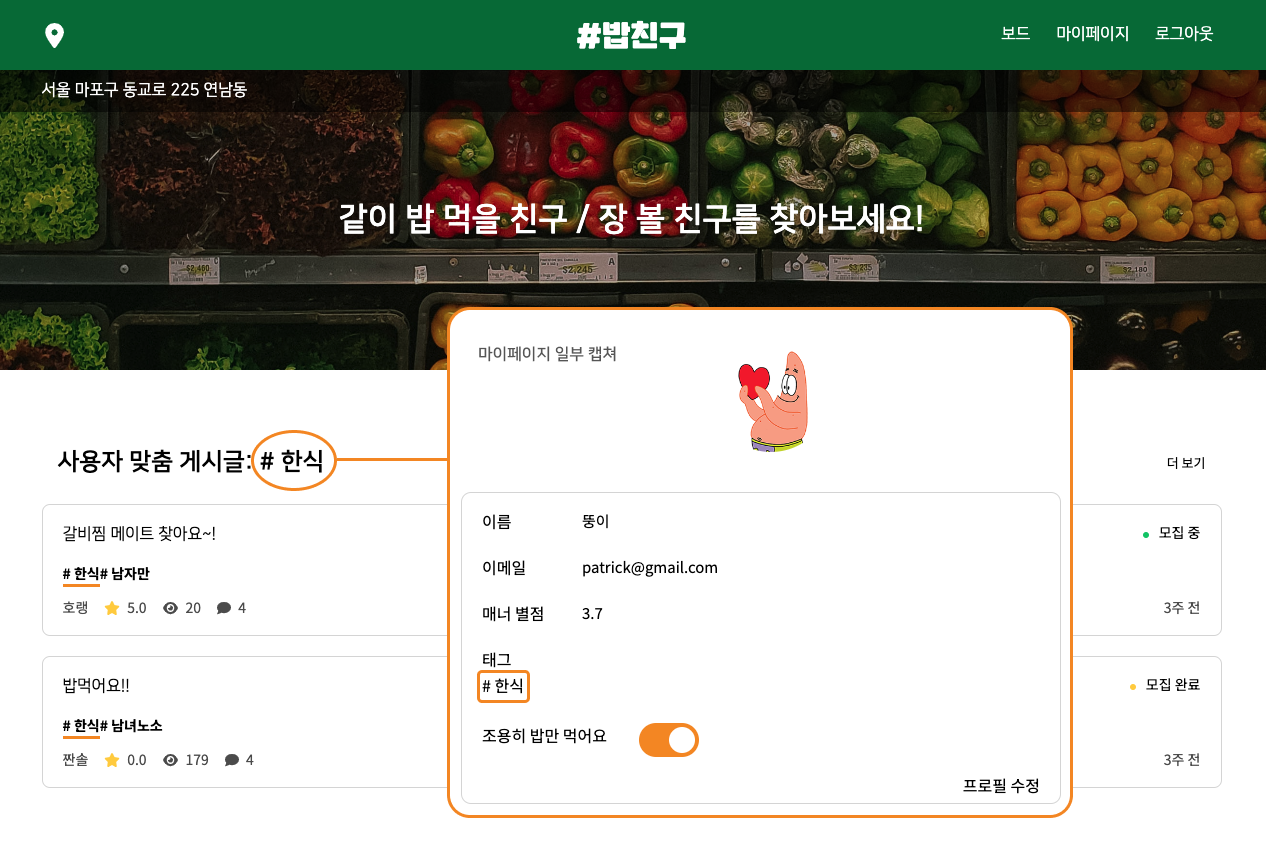 #밥친구
보드 마이페이지 로그아웃
서울 마포구 동교로 225 연남동
같이 밥 먹을 친구 / 장 볼 친구를 찾아보세요!
$2,245
마이페이지 일부 캡쳐
사용자 맞춤 게시글: # 한식
더 보기
갈비찜 메이트 찾아요~!
# 한식# 남자만
호랭 5.0 20 4
모집 중
3주 전
밥먹어요!!
# 한식# 남녀노소
짠솔 0.0 179 4
모집 완료
3주 전
이름 뚱이
이메일 patrick@gmail.com
매너 별점 3.7
태그
# 한식
조용히 밥만 먹어요
프로필 수정